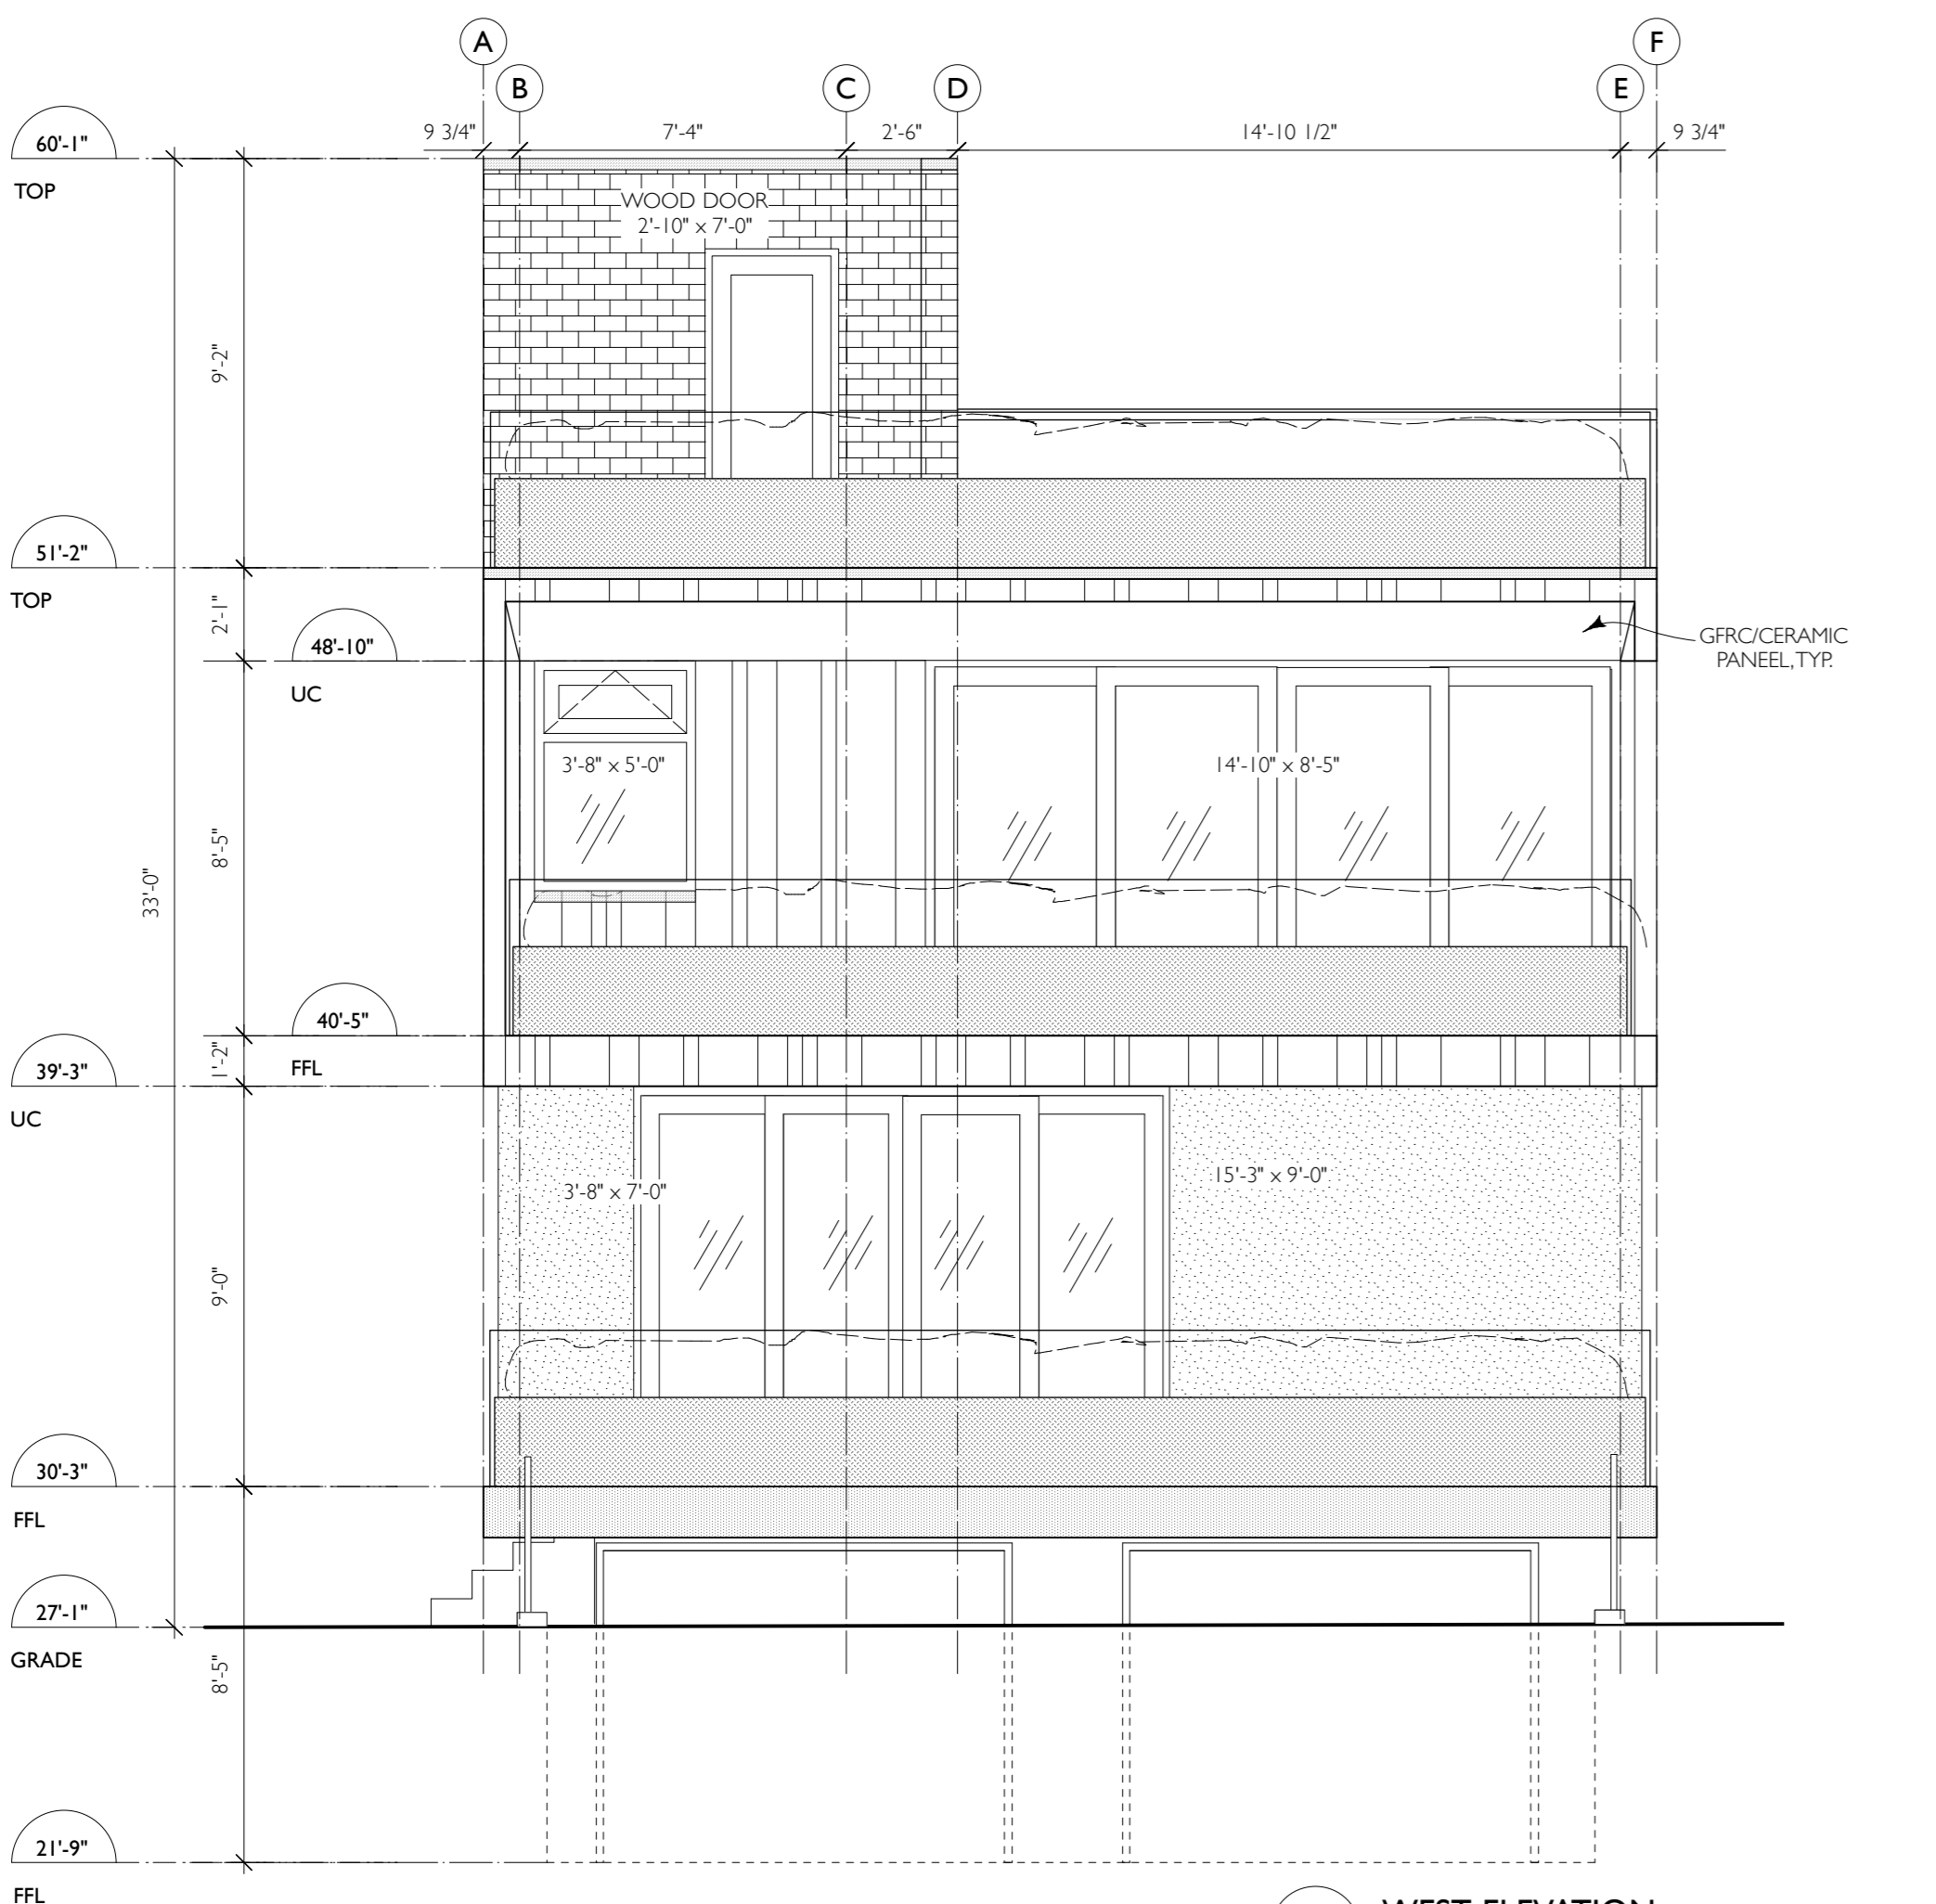 A
F
B
C
D
E
9 3/4"
7'-4"
2'-6"
14'-10 1/2"
9 3/4"
60'-1"
TOP
WOOD DOOR
2'-10" x 7'-0"
9'-2"
51'-2"
TOP
2'-1"
48'-10"
UC
GFRC/CERAMIC
PANEEL, TYP.
3'-8" x 5'-0"
14'-10" x 8'-5"
8'-5"
33'-0"
40'-5"
FFL
1'-2"
39'-3"
UC
3'-8" x 7'-0"
15'-3" x 9'-0"
9'-0"
30'-3"
FFL
27'-1"
GRADE
8'-5"
21'-9"
FFL
WEST ELEVATION